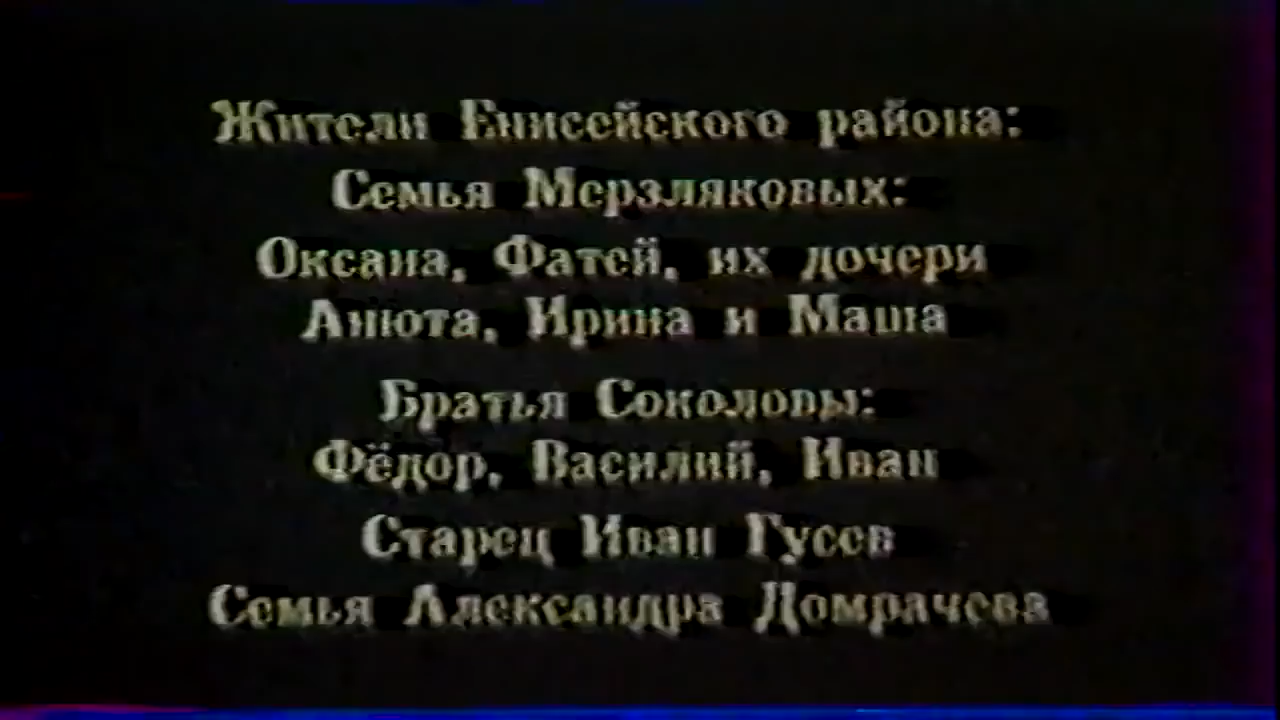 Жители Енисейского района:
Семья Мерзляковых:
Оксана, Фатей, их дочери
Анюта, Ирина и Маша
Братья Соколовы:
Фёдор, Василий, Иван
Старец Иван Гусев
Семья Александра Домрачева